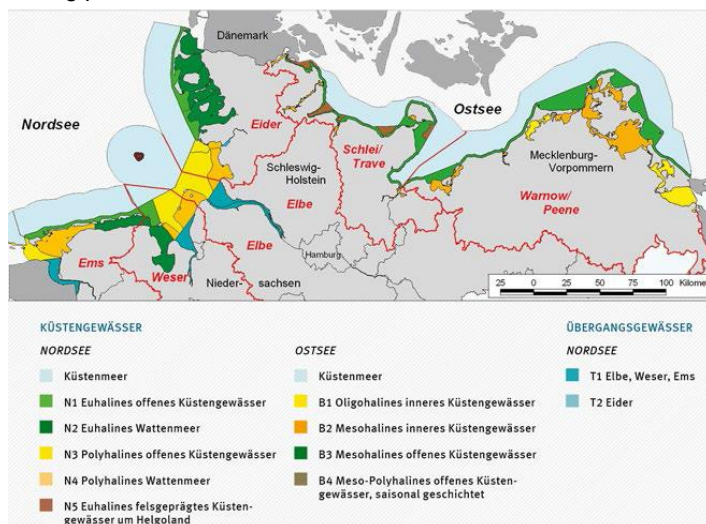 Dänemark
Nordsee
Ostsee
Eider
Schlei/
Trave
Schleswig-
Holstein
Mecklenburg-
Vorpommern
Elbe
Warnow/
Peene
Elbe
Ems
Weser
Hamburg
Nieder-
sachsen
25 0 25 50 75 100 Kilome
KÜSTENGEWÄSSER
NORDSEE
Küstenmeer
N1 Euhalines offenes Küstengewässer
N2 Euhalines Wattenmeer
N3 Polyhalines offenes Küstengewässer
N4 Polyhalines Wattenmeer
N5 Euhalines felsgeprägtes Küsten-
gewässer um Helgoland
OSTSEE
Küstenmeer
B1 Oligohalines inneres Küstengewässer
B2 Mesohalines inneres Küstengewässer
B3 Mesohalines offenes Küstengewässer
B4 Meso-Polyhalines offenes Küsten-
gewässer, saisonal geschichtet
ÜBERGANGSGEWÄSSER
NORDSEE
T1 Elbe, Weser, Ems
T2 Eider